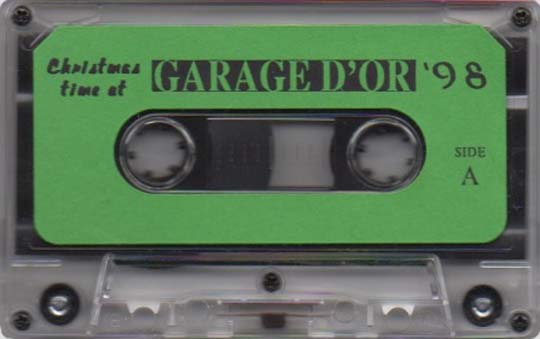 Christmas
time at GARAGE D'OR '98
SIDE
A